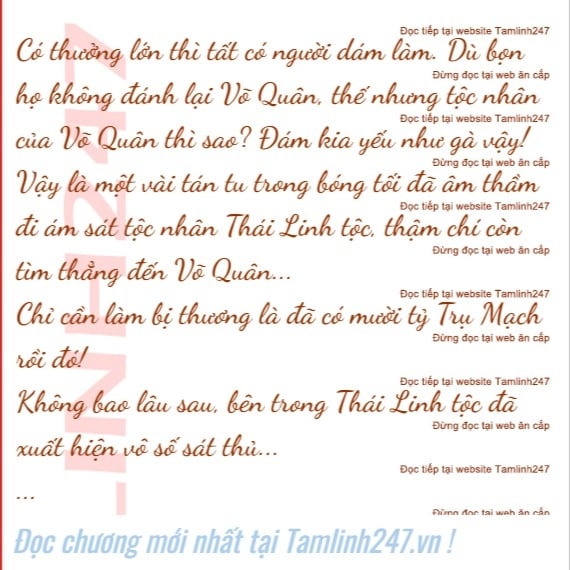 Đọc tiếp tại website Tamlinh247
Có thưởng lớn thì tất có người dám làm. Dù bọn
Đừng đọc tại web ăn cắp
họ không đánh lại Võ Quân, thế nhưng tộc nhân
Đọc tiếp tại website Tamlinh247
của Võ Quân thì sao? Đám kia yếu như gà vậy!
Đừng đọc tại web ăn cắp
Vậy là một vài tán tu trong bóng tối đã âm thầm
Đọc tiếp tại website Tamlinh247
đi ám sát tộc nhân Thái Linh tộc, thậm chí còn
Đừng đọc tại web ăn cắp
tìm thẳng đến Võ Quân...
Đọc tiếp tại website Tamlinh247
Chỉ cần làm bị thương là đã có mười tỷ Trụ Mạch
Đừng đọc tại web ăn cắp
rồi đó!
Đọc tiếp tại website Tamlinh247
Không bao lâu sau, bên trong Thái Linh tộc đã
Đừng đọc tại web ăn cắp
xuất hiện vô số sát thủ...
Đọc tiếp tại website Tamlinh247
...
Đừng đọc tại web ăn cắp
INH247
Đọc chương mới nhất tại Tamlinh247.vn !